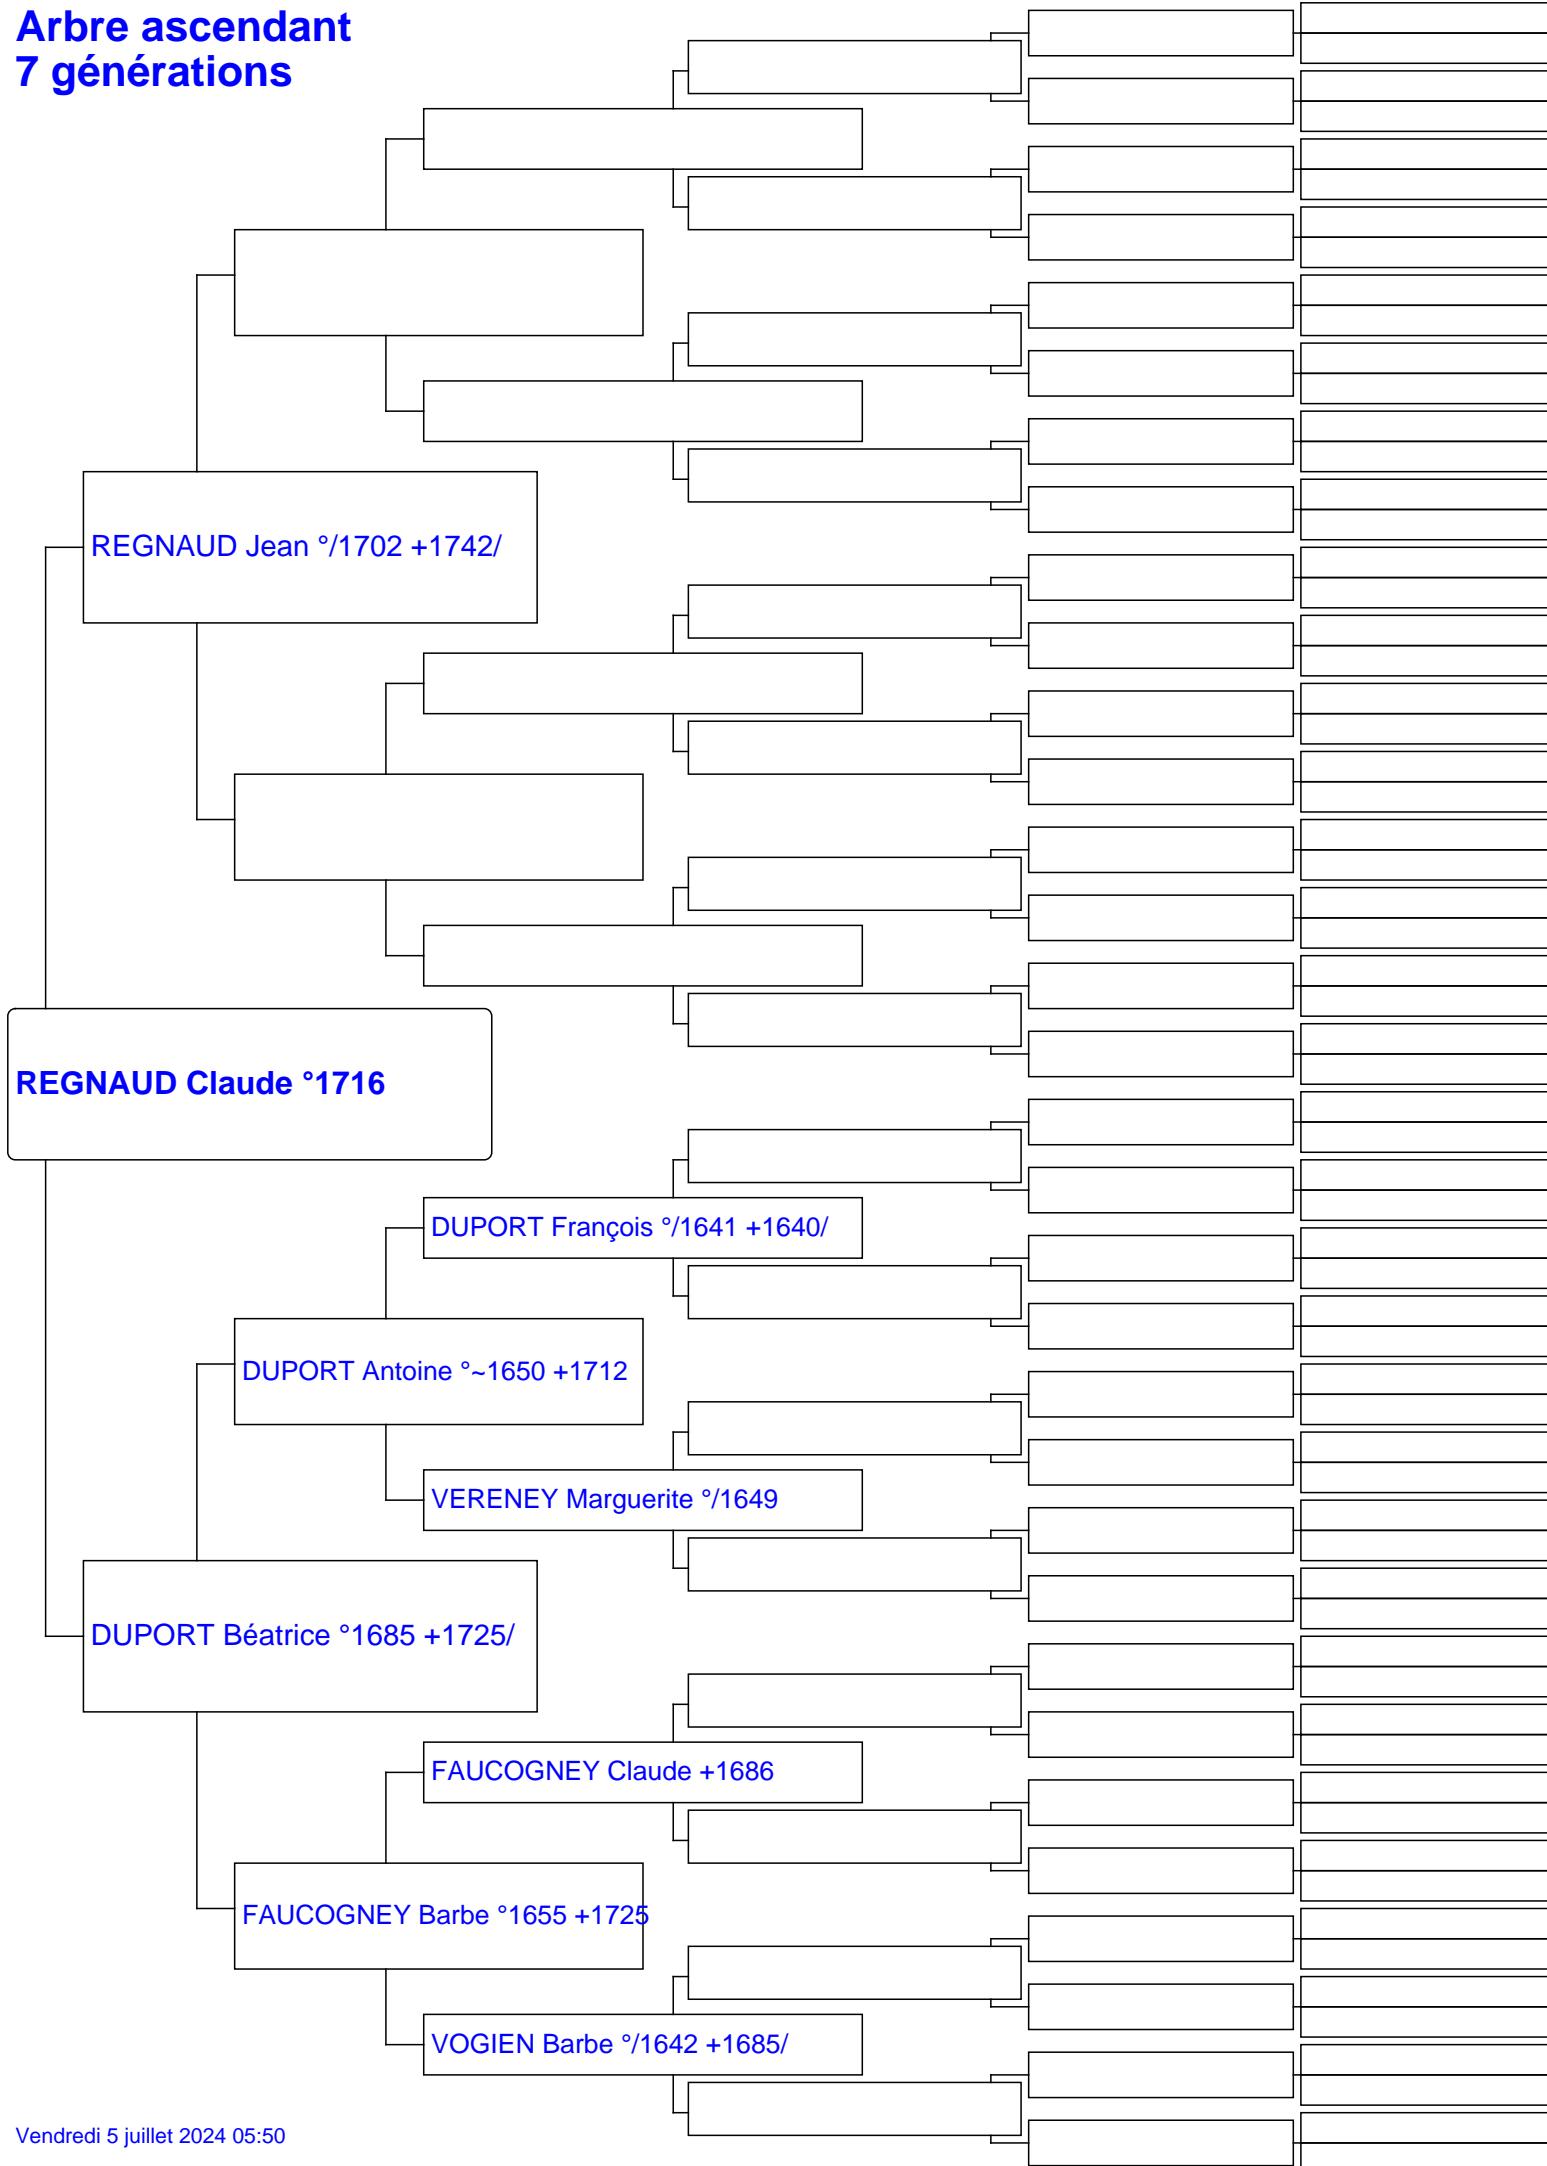 Arbre ascendant
7 générations
REGNAUD Jean °/1702 +1742/
REGNAUD Claude °1716
DUPORT François °/1641 +1640/
DUPORT Antoine °~1650 +1712
VERENEY Marguerite °/1649
DUPORT Béatrice °1685 +1725/
FAUCOGNEY Claude +1686
FAUCOGNEY Barbe °1655 +1725
VOGIEN Barbe °/1642 +1685/
Vendredi 5 juillet 2024 05:50